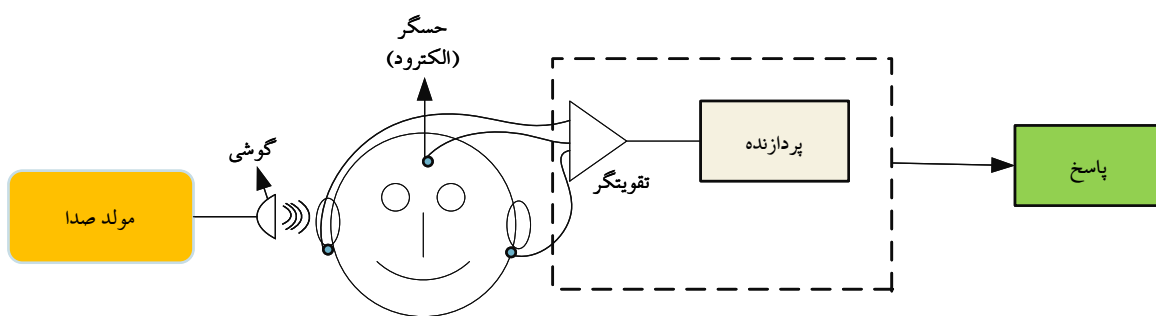 حسگر
(الکترود)
گوشی
مولد صدا
تقویتگر
پردازنده
پاسخ